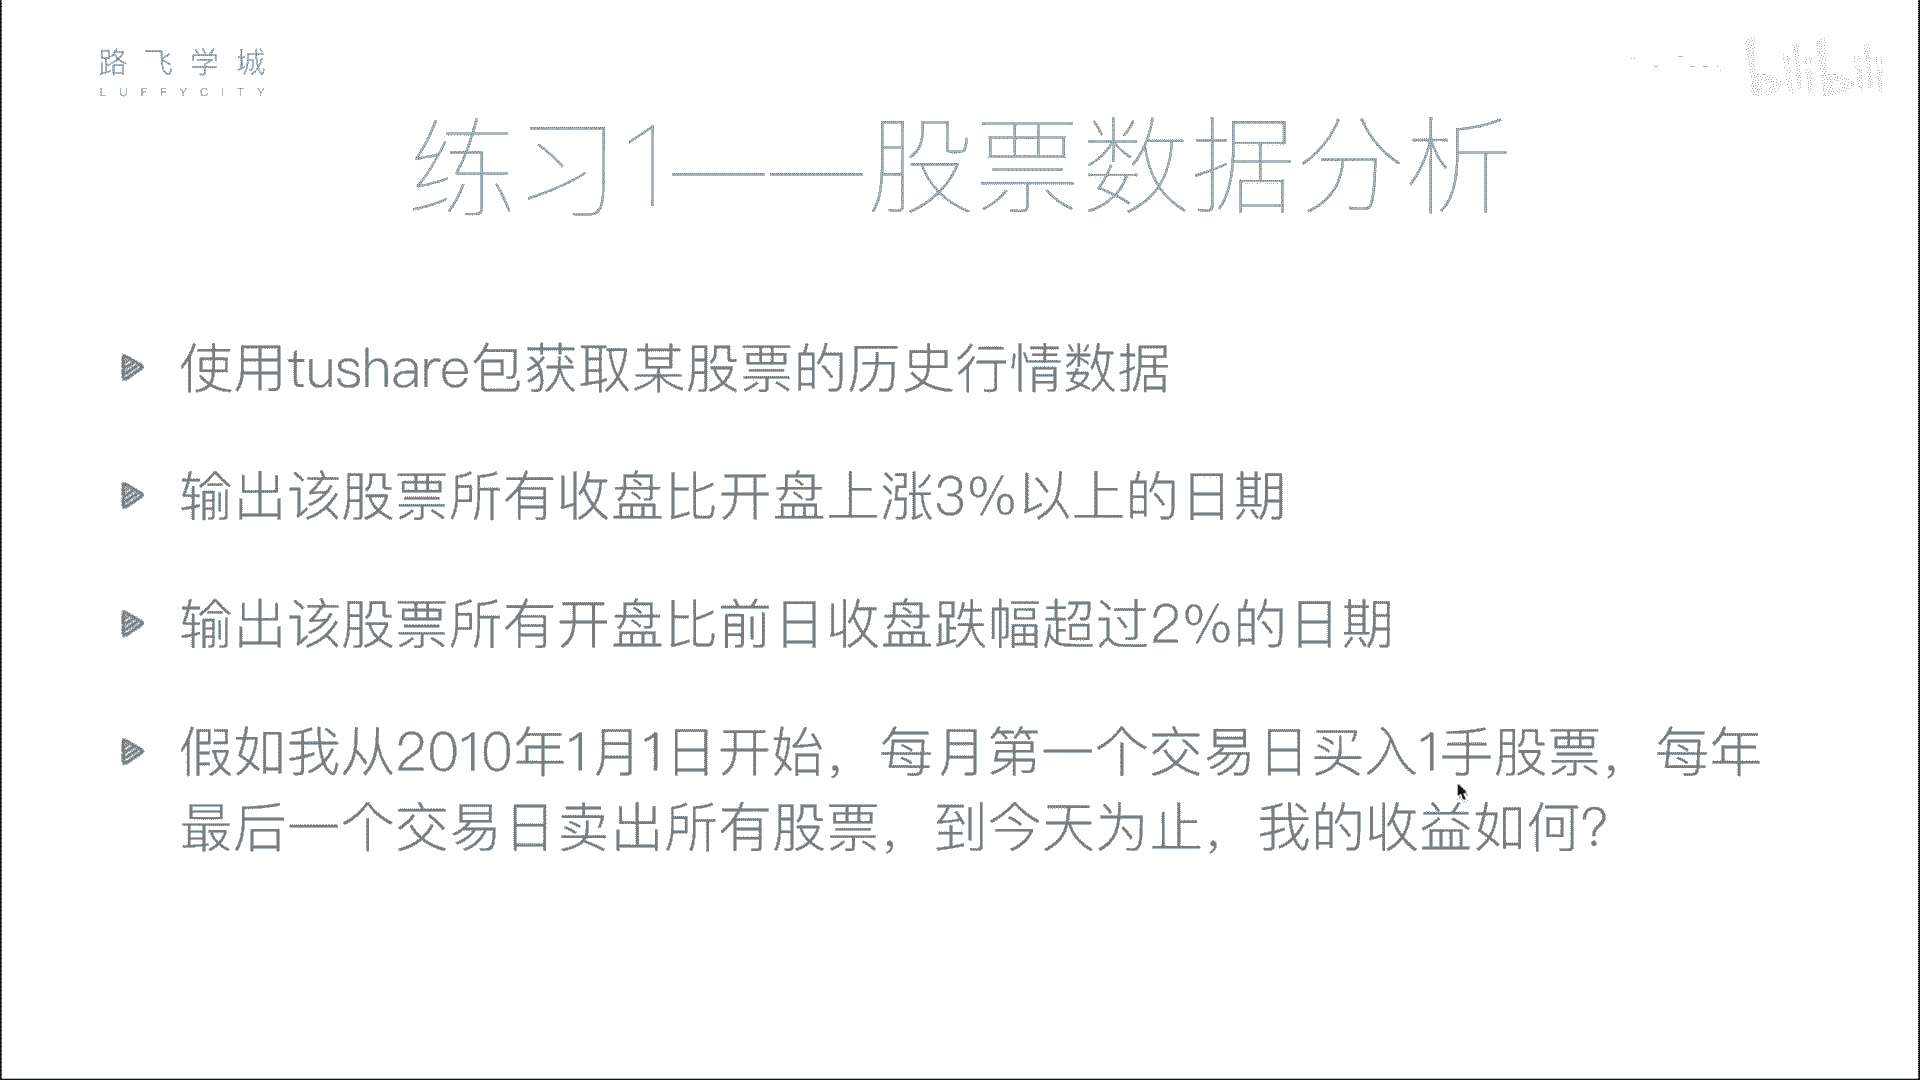 路飞学城
LUFFYCITY
bilibili
练习1——股票数据分析
使用tushare包获取某股票的历史行情数据
输出该股票所有收盘比开盘上涨3%以上的日期
输出该股票所有开盘比前日收盘跌幅超过2%的日期
假如我从2010年1月1日开始，每月第一个交易日买入1手股票，每年
最后一个交易日卖出所有股票，到今天为止，我的收益如何？